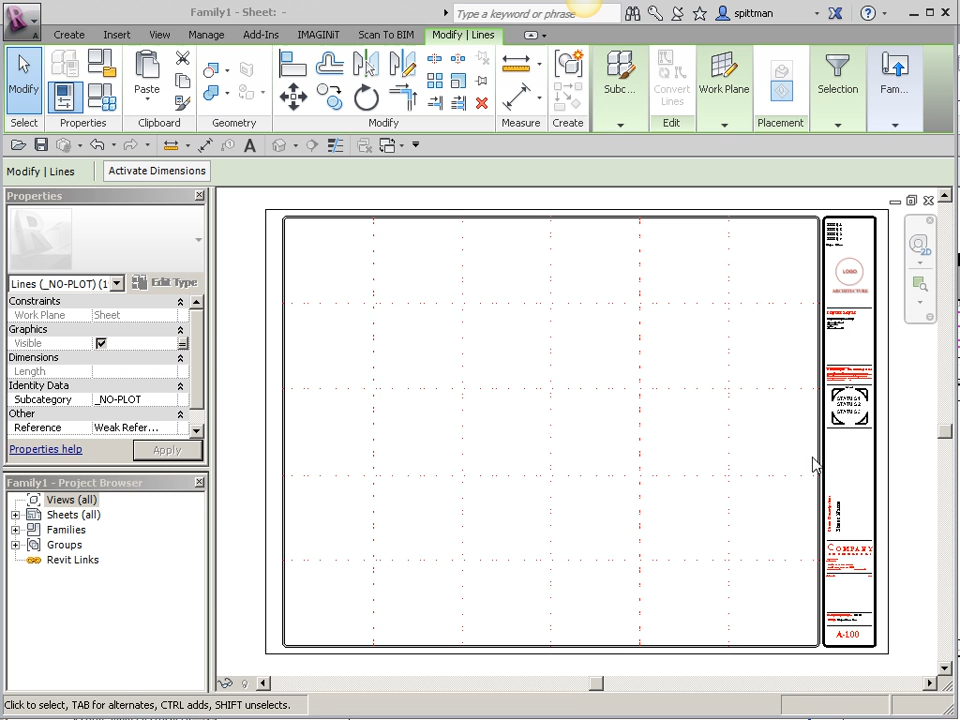 Family1 - Sheet: -
Type a keyword or phrase
spittman
Create Insert View Manage Add-Ins IMAGINiT Scan To BIM Modify | Lines
Modify
Paste
Subc... Convert Lines Work Plane Selection Fam...
Select Properties Clipboard Geometry Modify Measure Create Edit Placement
Modify | Lines Activate Dimensions
Properties
Lines (_NO-PLOT) (1 Edit Type
Constraints
Work Plane Sheet
Graphics
Visible
Dimensions
Length
Identity Data
Subcategory _NO-PLOT
Other
Reference Weak Refer...
Properties help Apply
Family1 - Project Browser
Views (all)
Sheets (all)
Families
Groups
Revit Links
2D
LOGO
ARCHITECTURE
COMPANY
A-100
Click to select, TAB for alternates, CTRL adds, SHIFT unselects.